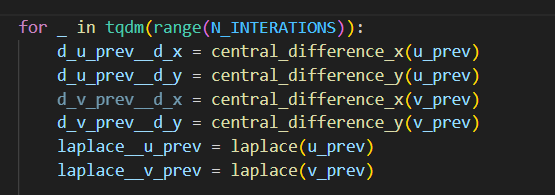 for _ in tqdm(range(N_INTERATIONS)):
    d_u_prev__d_x = central_difference_x(u_prev)
    d_u_prev__d_y = central_difference_y(u_prev)
    d_v_prev__d_x = central_difference_x(v_prev)
    d_v_prev__d_y = central_difference_y(v_prev)
    laplace__u_prev = laplace(u_prev)
    laplace__v_prev = laplace(v_prev)